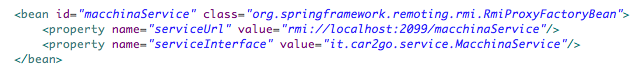 <bean id="macchinaService" class="org.springframework.remoting.rmi.RmiProxyFactoryBean">
<property name="serviceUrl" value="rmi://localhost:2099/macchinaService"/>
<property name="serviceInterface" value="it.car2go.service.MacchinaService"/>
</bean>